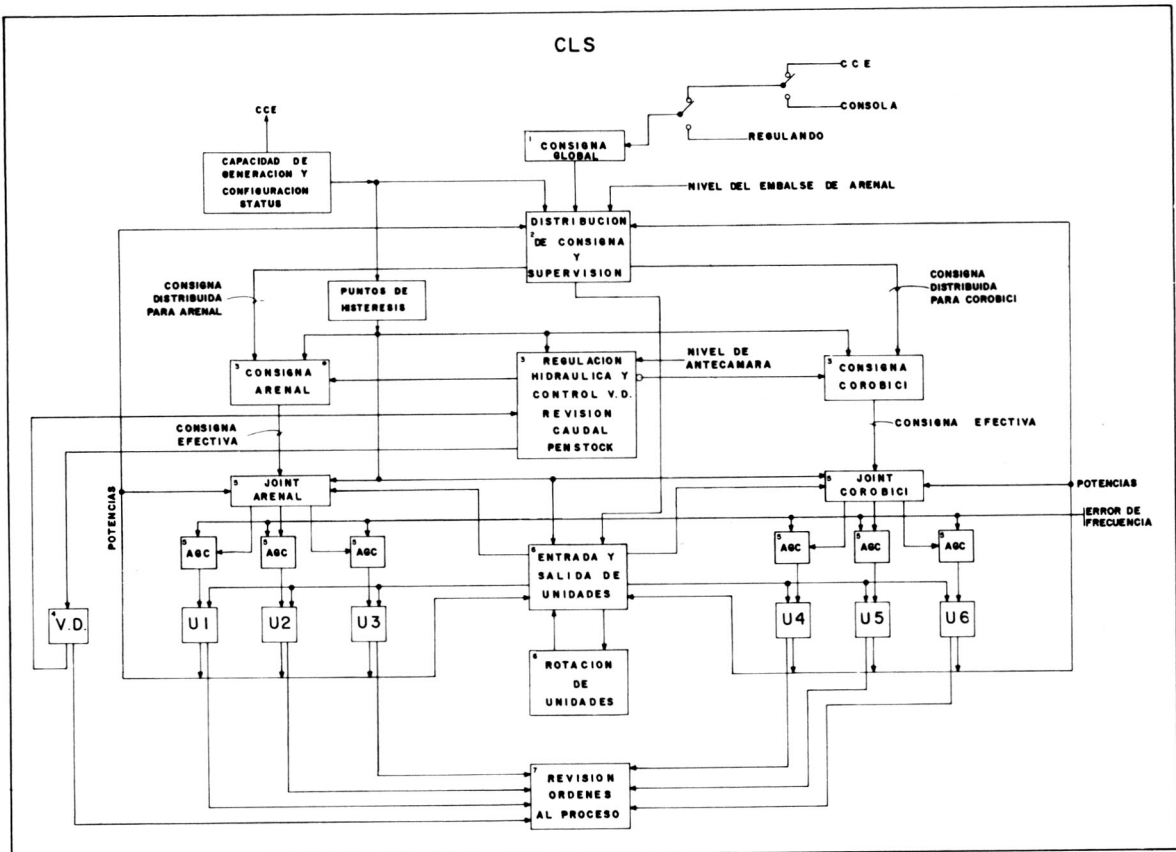 CLS
CCE
CONSOLA
REGULANDO
CCE
1
CONSIGNA
GLOBAL
CAPACIDAD DE
GENERACION Y
CONFIGURACION
STATUS
NIVEL DEL EMBALSE DE ARENAL
DISTRIBUCION
2
DE CONSIGNA
Y
SUPERVISION
CONSIGNA
DISTRIBUIDA
PARA ARENAL
PUNTOS DE
HISTERESIS
CONSIGNA
DISTRIBUIDA
PARA COROBICI
3
CONSIGNA
ARENAL
3
REGULACION
HIDRAULICA Y
CONTROL V.D.
REVISION
CAUDAL
PENSTOCK
NIVEL DE
ANTECAMARA
3
CONSIGNA
COROBICI
CONSIGNA
EFECTIVA
CONSIGNA EFECTIVA
5
JOINT
ARENAL
5
JOINT
COROBICI
POTENCIAS
POTENCIAS
ERROR DE
FRECUENCIA
5
AGC
5
AGC
5
AGC
6
ENTRADA Y
SALIDA DE
UNIDADES
5
AGC
5
AGC
5
AGC
4
V.D.
U1
U2
U3
U4
U5
U6
6
ROTACION
DE
UNIDADES
7
REVISION
ORDENES
AL PROCESO